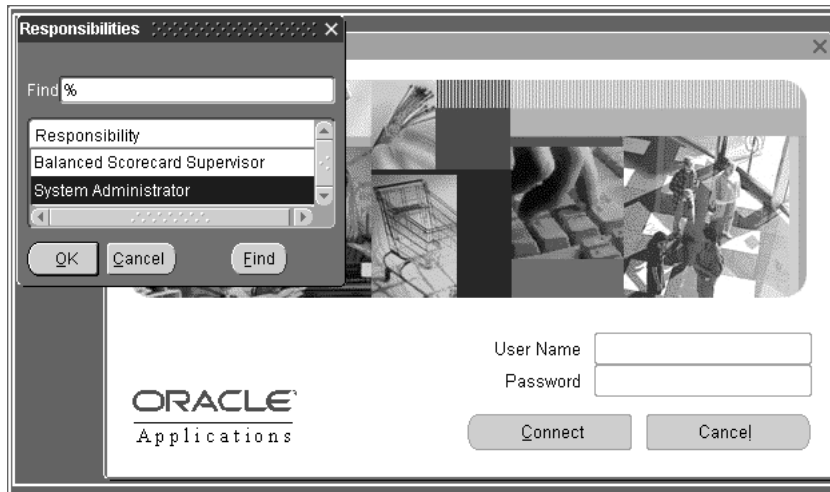 Responsibilities
Find %
Responsibility
Balanced Scorecard Supervisor
System Administrator
OK Cancel Find
User Name
Password
ORACLE
Applications
Connect Cancel